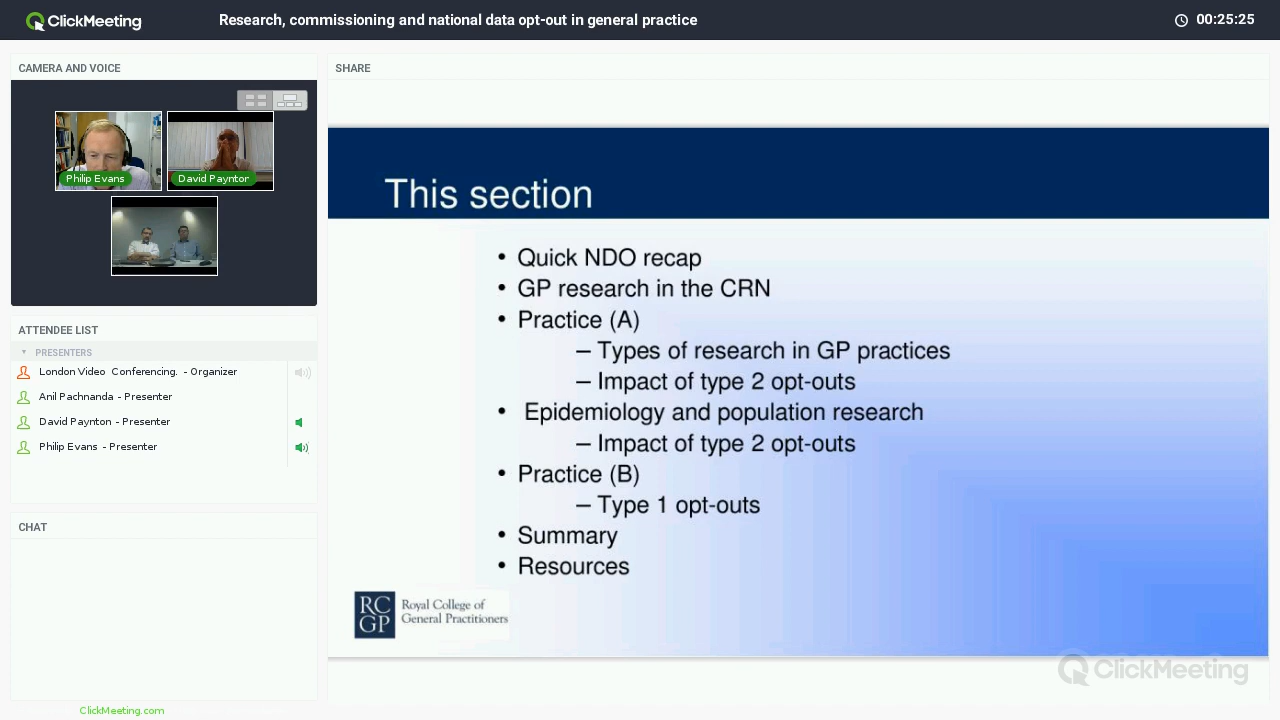 ClickMeeting
Research, commissioning and national data opt-out in general practice
00:25:25
CAMERA AND VOICE
Philip Evans
David Paynton
ATTENDEE LIST
PRESENTERS
London Video Conferencing. - Organizer
Anil Pachnanda - Presenter
David Paynton - Presenter
Philip Evans - Presenter
CHAT
ClickMeeting.com
SHARE
This section
• Quick NDO recap
• GP research in the CRN
• Practice (A)
– Types of research in GP practices
– Impact of type 2 opt-outs
• Epidemiology and population research
– Impact of type 2 opt-outs
• Practice (B)
– Type 1 opt-outs
• Summary
• Resources
RC
GP
Royal College of
General Practitioners
ClickMeeting